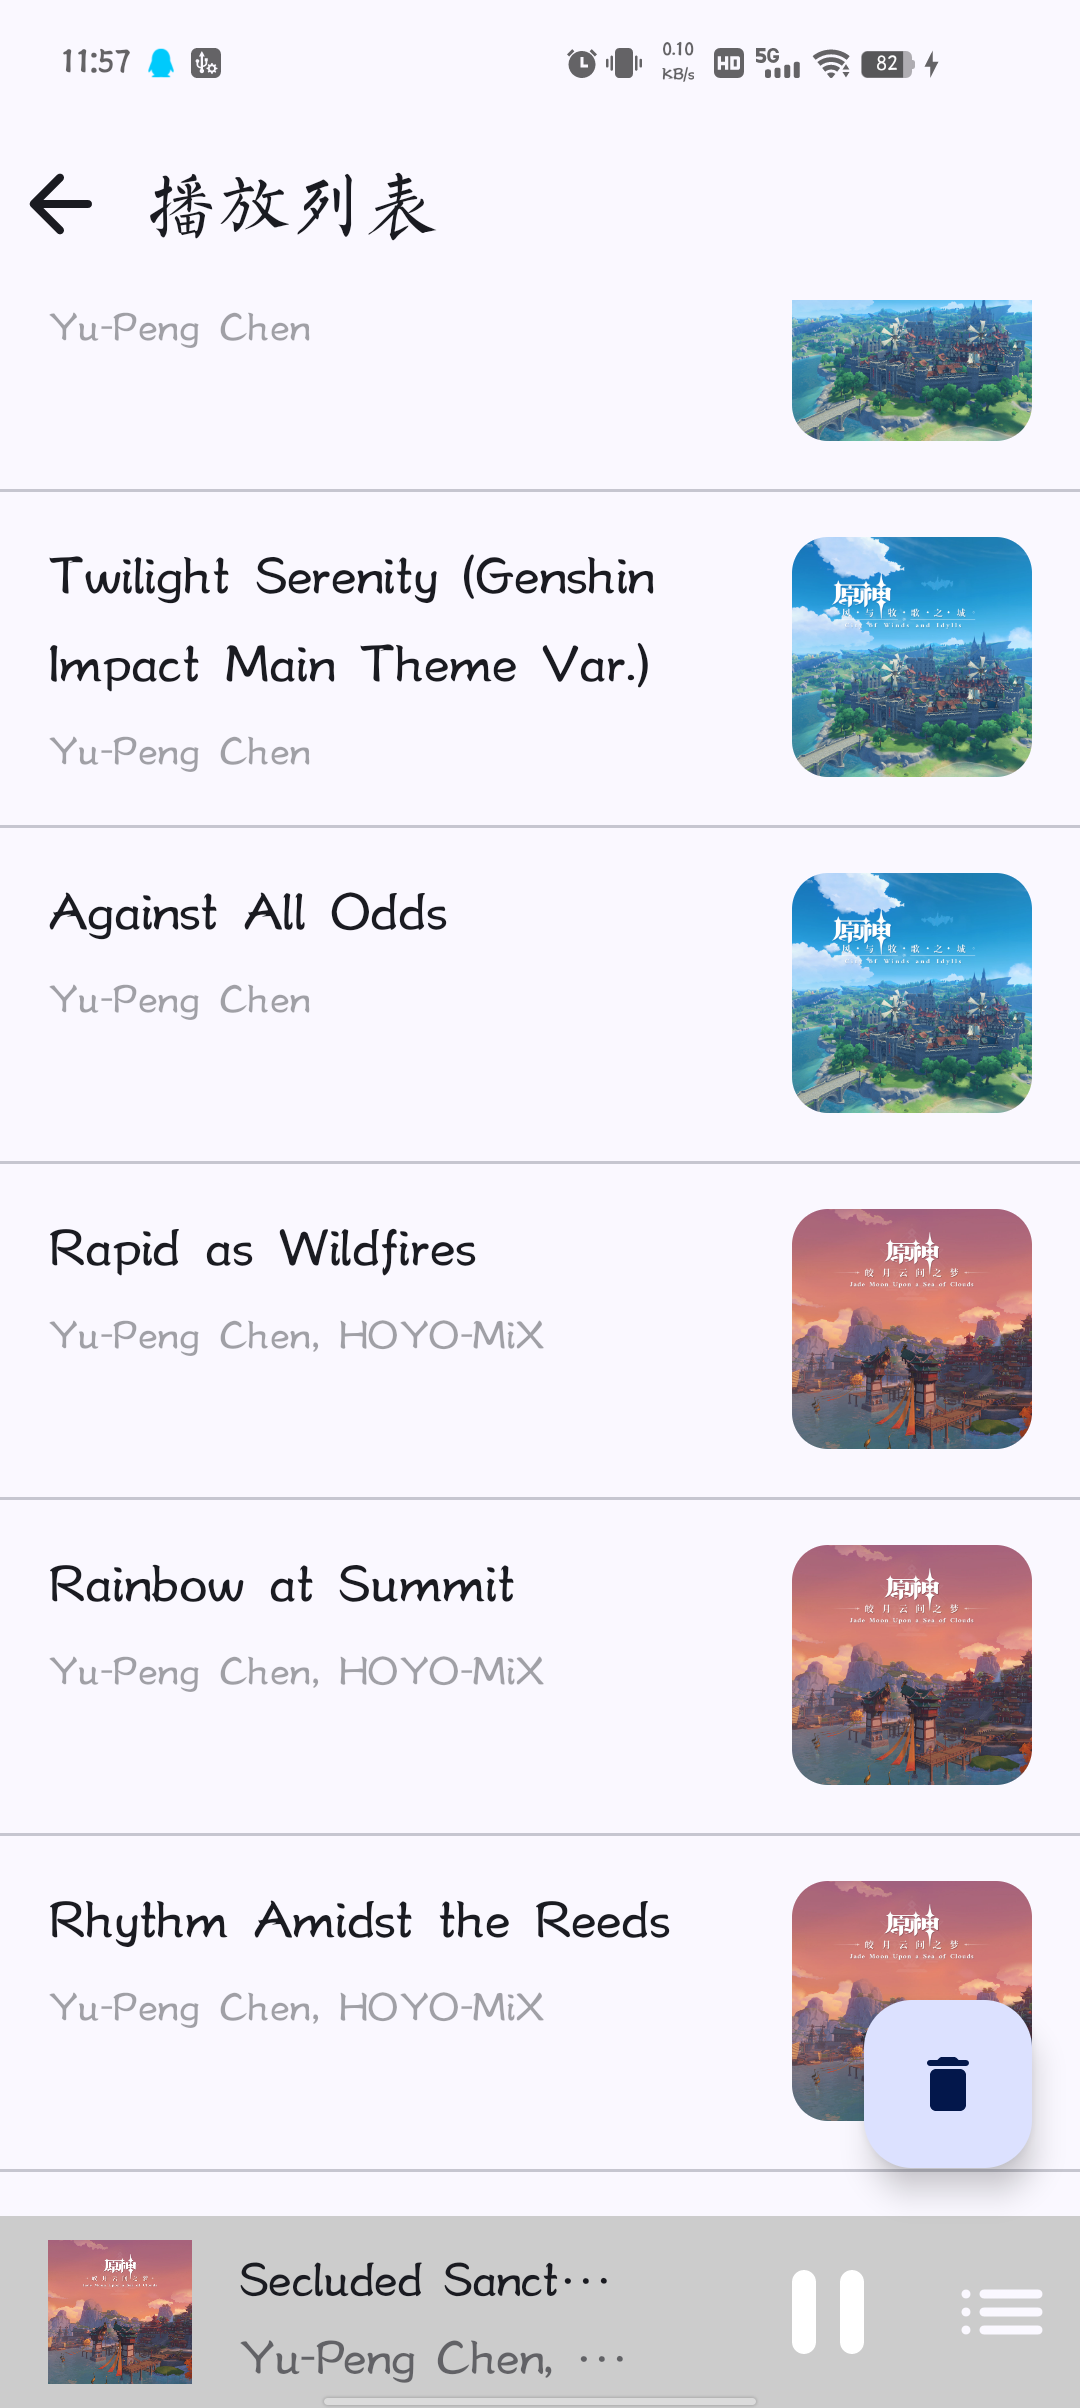 11:57
0.10
KB/s
HD
5G
82
播放列表
Yu-Peng Chen
Twilight Serenity (Genshin
Impact Main Theme Var.)
Yu-Peng Chen
原神
风·与·牧·歌·之·城
City of Winds and Idylls
Against All Odds
Yu-Peng Chen
原神
风·与·牧·歌·之·城
City of Winds and Idylls
Rapid as Wildfires
Yu-Peng Chen, HOYO-MiX
原神
皎月云间之梦
Jade Moon Upon a Sea of Clouds
Rainbow at Summit
Yu-Peng Chen, HOYO-MiX
原神
皎月云间之梦
Jade Moon Upon a Sea of Clouds
Rhythm Amidst the Reeds
Yu-Peng Chen, HOYO-MiX
原神
皎月云间之梦
Jade Moon Upon a Sea of Clouds
原神
Secluded Sanct···
Yu-Peng Chen, ···